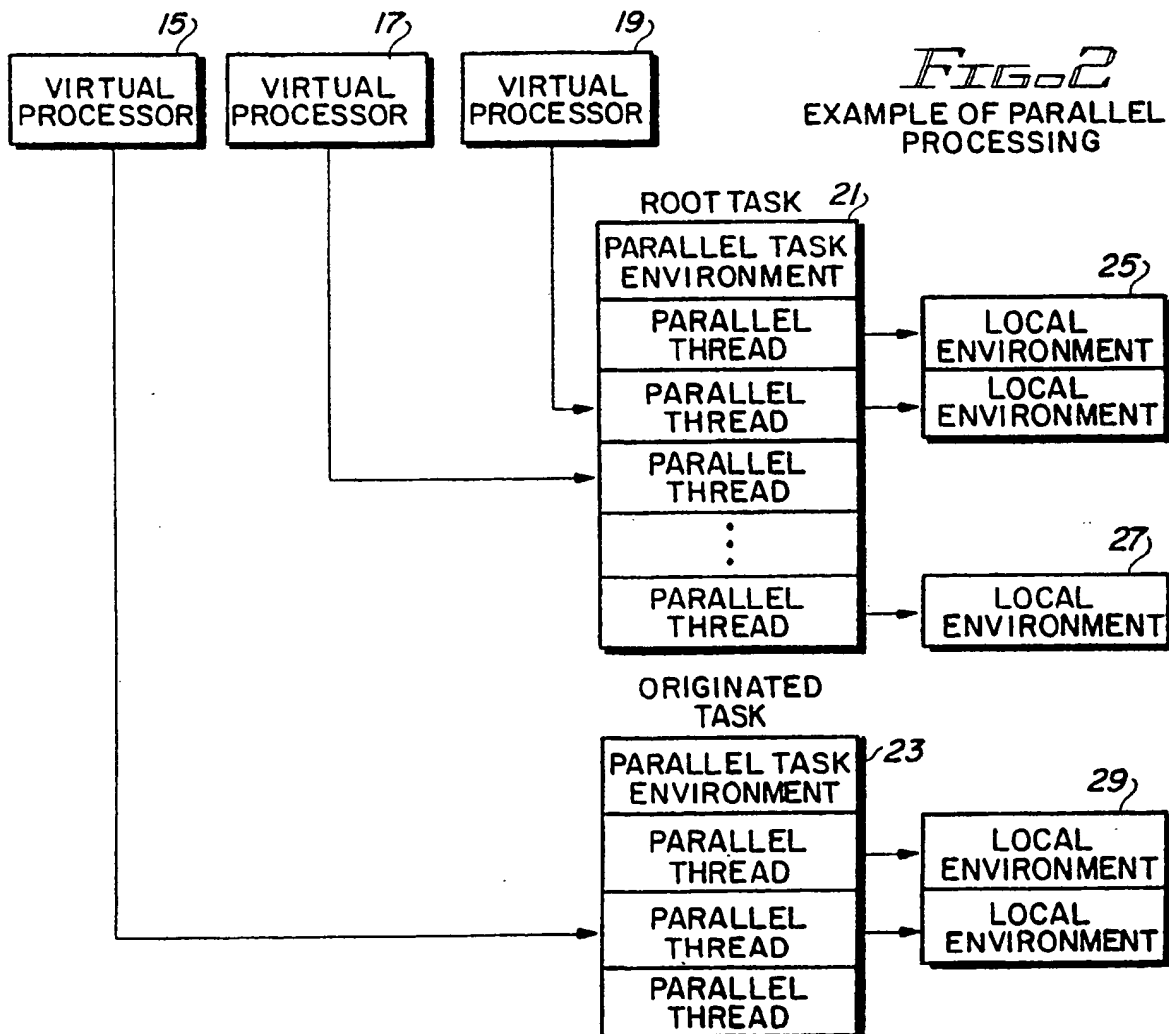 15
17
19
VIRTUAL
PROCESSOR
VIRTUAL
PROCESSOR
VIRTUAL
PROCESSOR
FIG. 2
EXAMPLE OF PARALLEL
PROCESSING
ROOT TASK
21
PARALLEL TASK
ENVIRONMENT
PARALLEL
THREAD
PARALLEL
THREAD
PARALLEL
THREAD
PARALLEL
THREAD
25
LOCAL
ENVIRONMENT
LOCAL
ENVIRONMENT
27
LOCAL
ENVIRONMENT
ORIGINATED
TASK
23
PARALLEL TASK
ENVIRONMENT
PARALLEL
THREAD
PARALLEL
THREAD
PARALLEL
THREAD
29
LOCAL
ENVIRONMENT
LOCAL
ENVIRONMENT